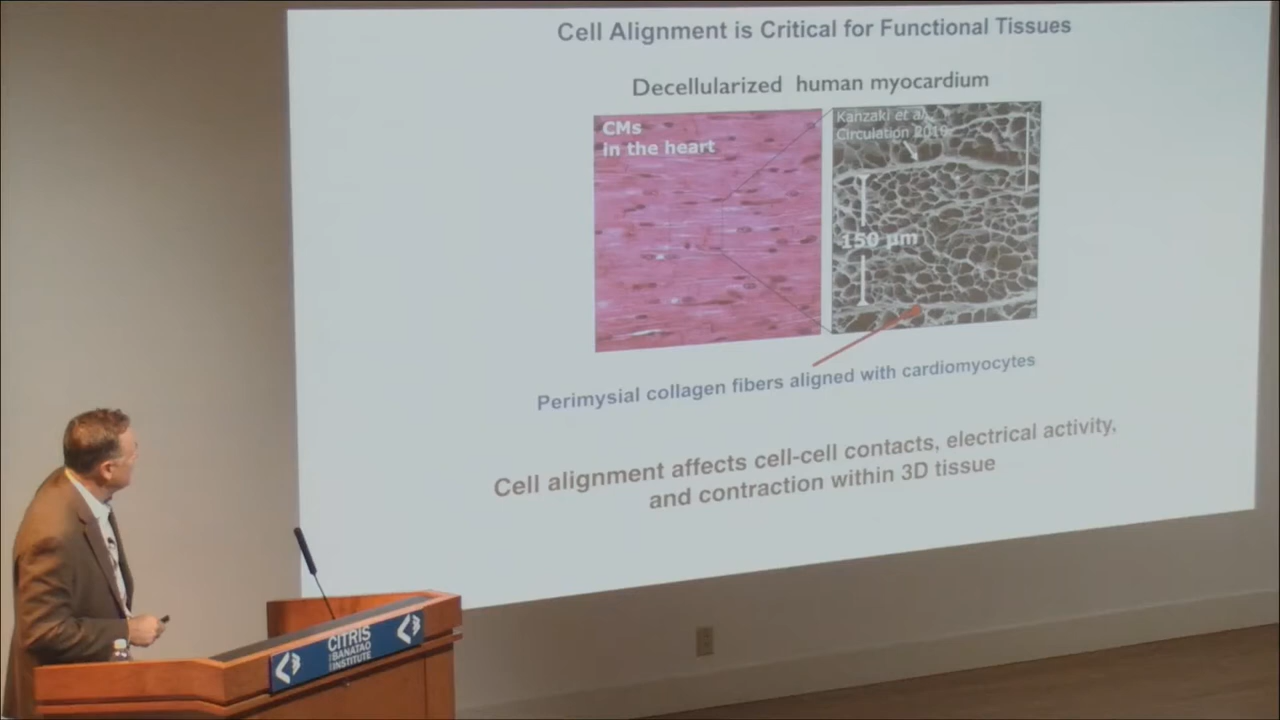 Cell Alignment is Critical for Functional Tissues
Decellularized human myocardium
CMs
in the heart
Kanzaki et al,
Circulation 2010
150 µm
Perimysial collagen fibers aligned with cardiomyocytes
Cell alignment affects cell-cell contacts, electrical activity,
and contraction within 3D tissue
CITRIS
BANATAO
INSTITUTE